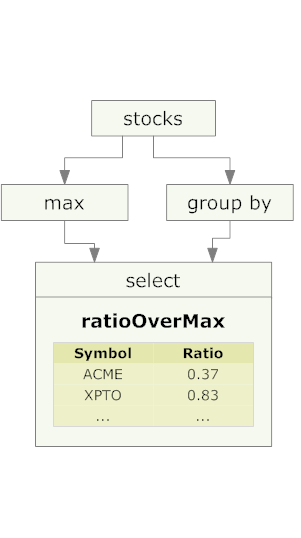 stocks
max group by
select
ratioOverMax
Symbol Ratio
ACME 0.37
XPTO 0.83
... ...